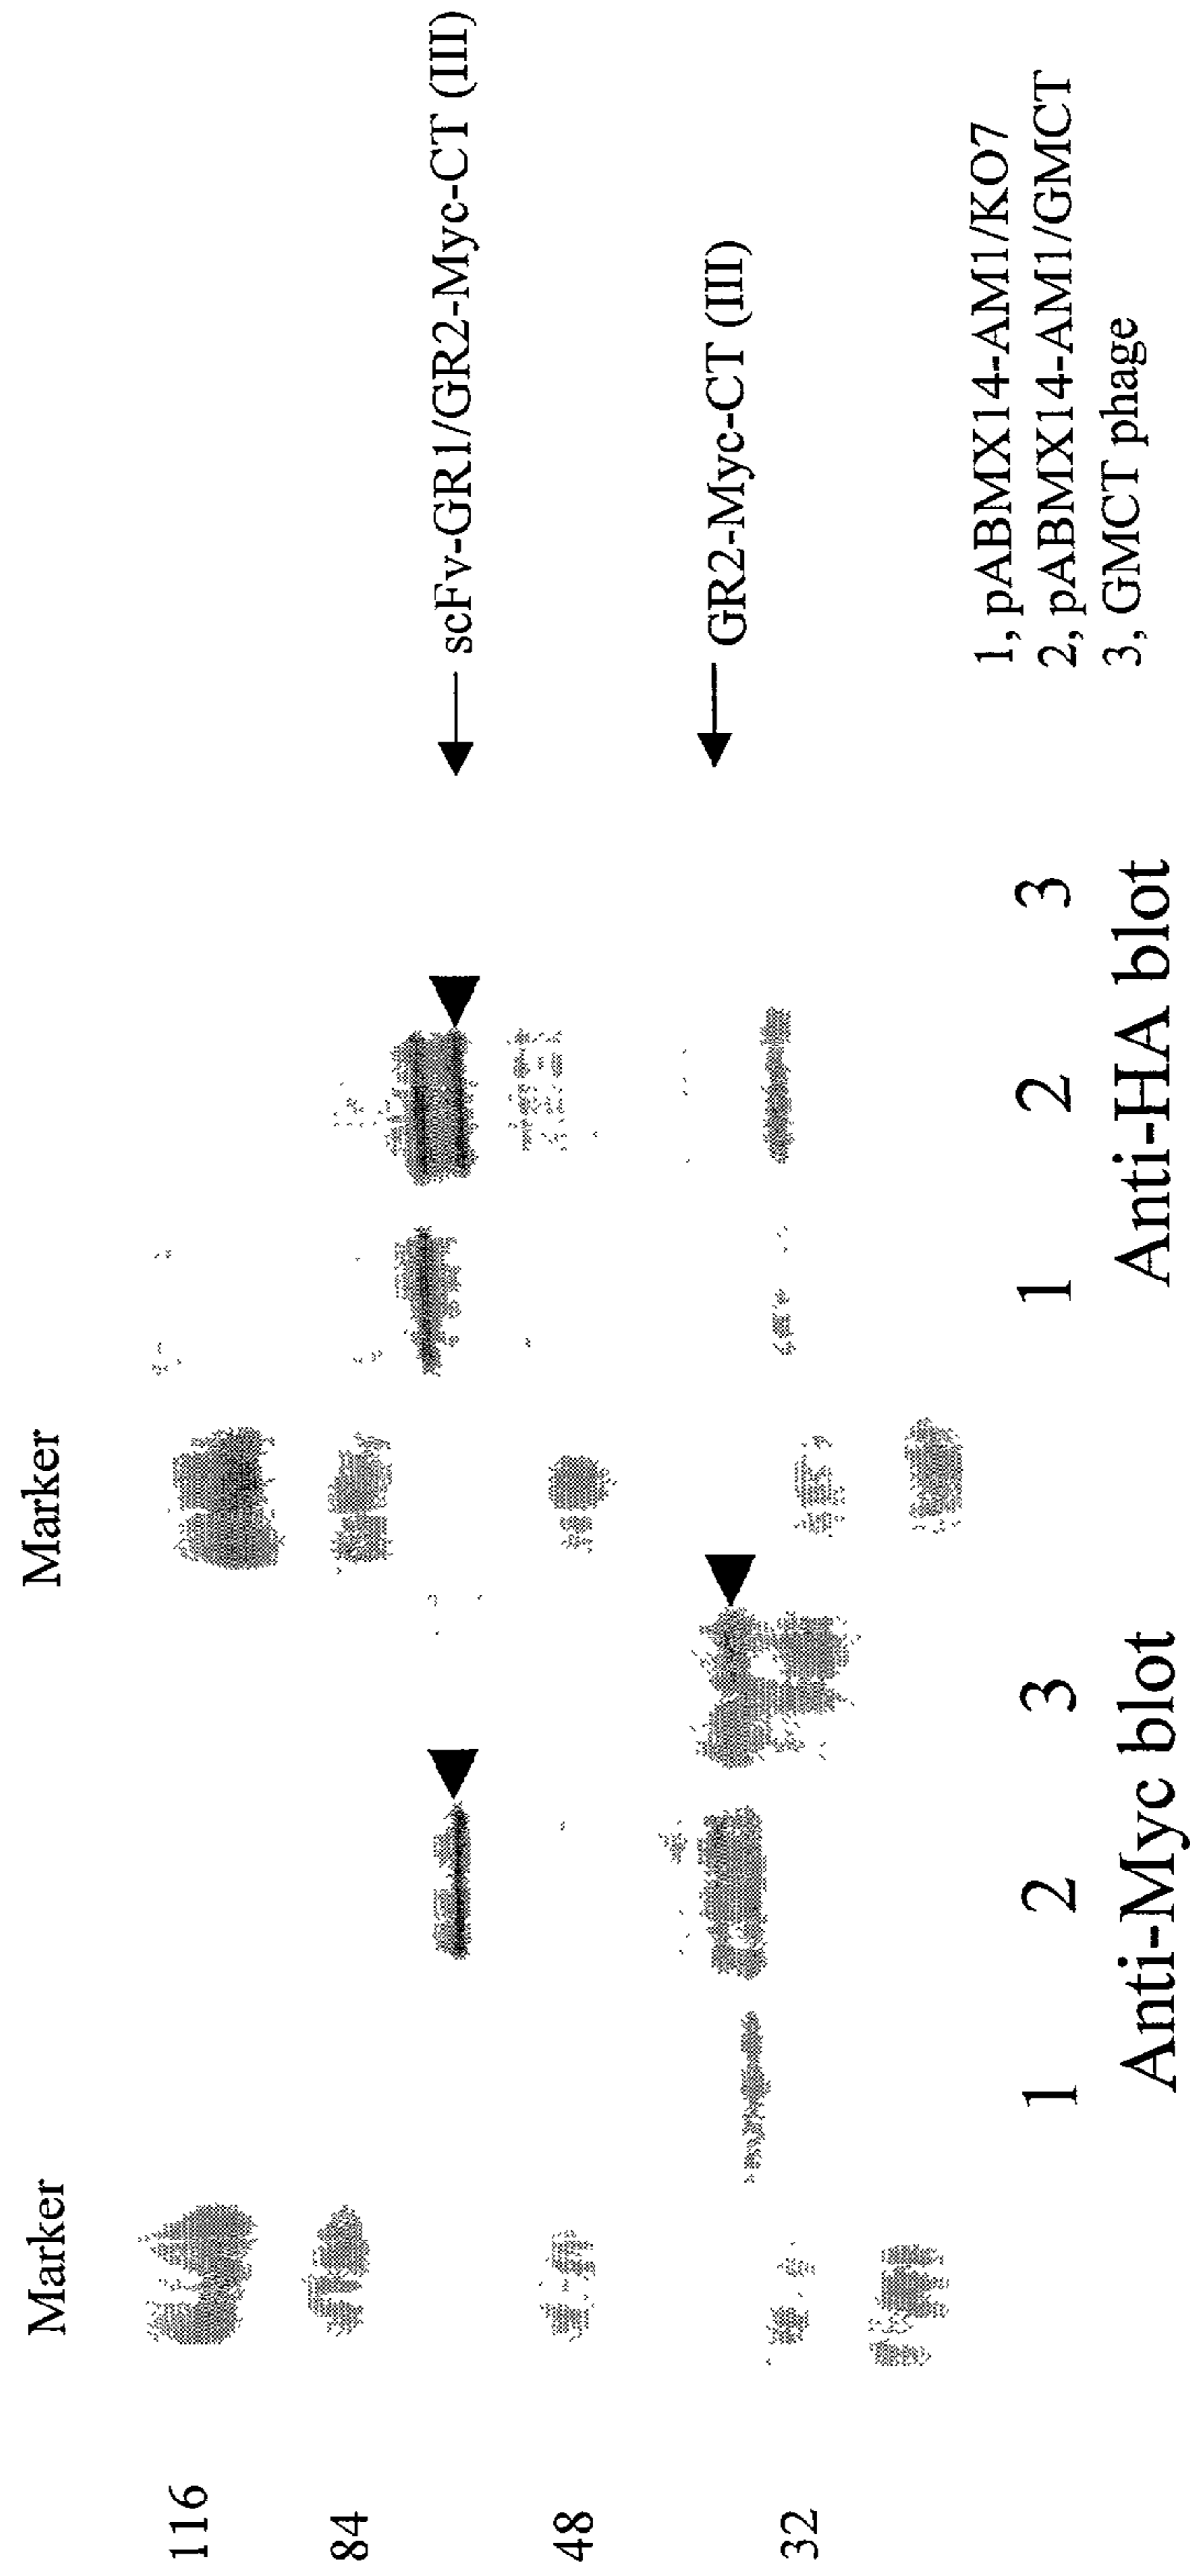 Marker
Marker
116
84
48
32
scFv-GR1/GR2-Myc-CT (III)
GR2-Myc-CT (III)
1 2 3
1 2 3
Anti-Myc blot
Anti-HA blot
1, pABMX14-AM1/KO7
2, pABMX14-AM1/GMCT
3, GMCT phage